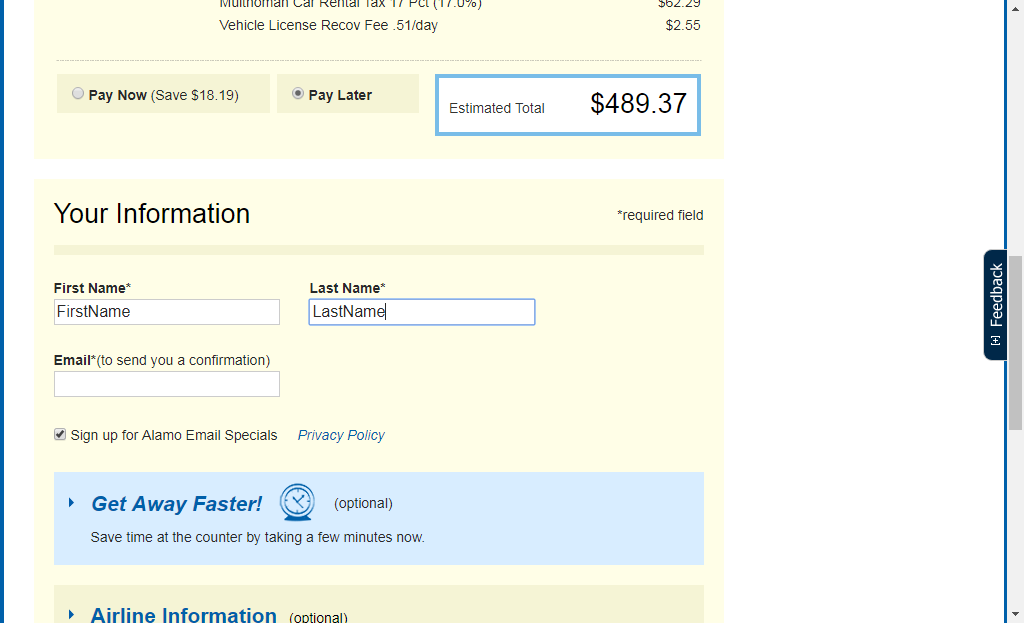 Multnomah Car Rental Tax 17 Pct (17.0%) $62.29
Vehicle License Recov Fee .51/day $2.55
Pay Now (Save $18.19) Pay Later Estimated Total $489.37
Your Information *required field
First Name* Last Name*
FirstName LastName
Email*(to send you a confirmation)
Sign up for Alamo Email Specials Privacy Policy
Get Away Faster! (optional)
Save time at the counter by taking a few minutes now.
Airline Information (optional)
[+] Feedback